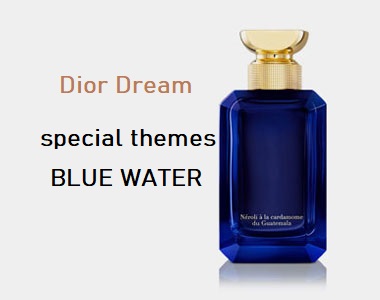 Dior Dream
special themes
BLUE WATER
Néroli à la cardamome
du Guatemala